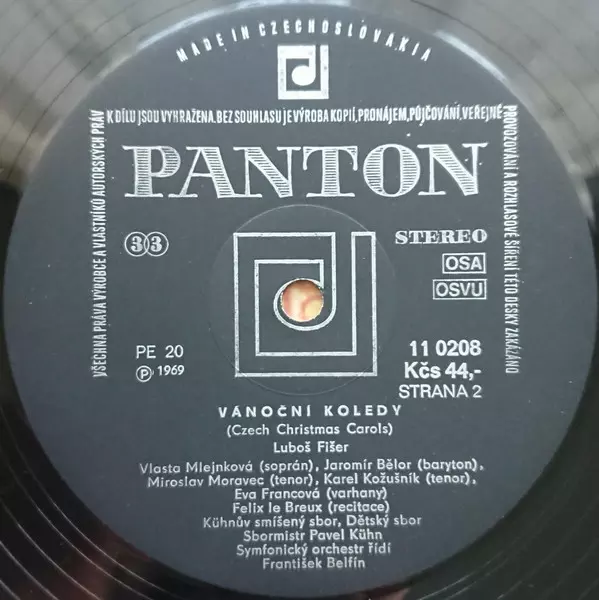 MADE IN CZECHOSLOVAKIA
VŠECHNA PRÁVA VÝROBCE A VLASTNÍKŮ AUTORSKÝCH PRÁV
K DÍLU JSOU VYHRAŽENA. BEZ SOUHLASU JE VÝROBA KOPIÍ, PRONÁJEM, PŮJČOVÁNÍ, VEŘEJNÉ
PROVOZOVÁNÍ A ROZHLASOVÉ ŠÍŘENÍ TÉTO DESKY ZAKÁZÁNO
PANTON
33
STEREO
OSA
OSVU
PE 20
Ⓟ 1969
11 0208
Kčs 44,-
STRANA 2
VÁNOČNÍ KOLEDY
(Czech Christmas Carols)
Luboš Fišer
Vlasta Mlejnková (soprán), Jaromír Bělor (baryton),
Miroslav Moravec (tenor), Karel Kožušník (tenor),
Eva Francová (varhany)
Felix le Breux (recitace)
Kühnův smíšený sbor, Dětský sbor
Sbormistr Pavel Kühn
Symfonický orchestr řídí
František Belfín